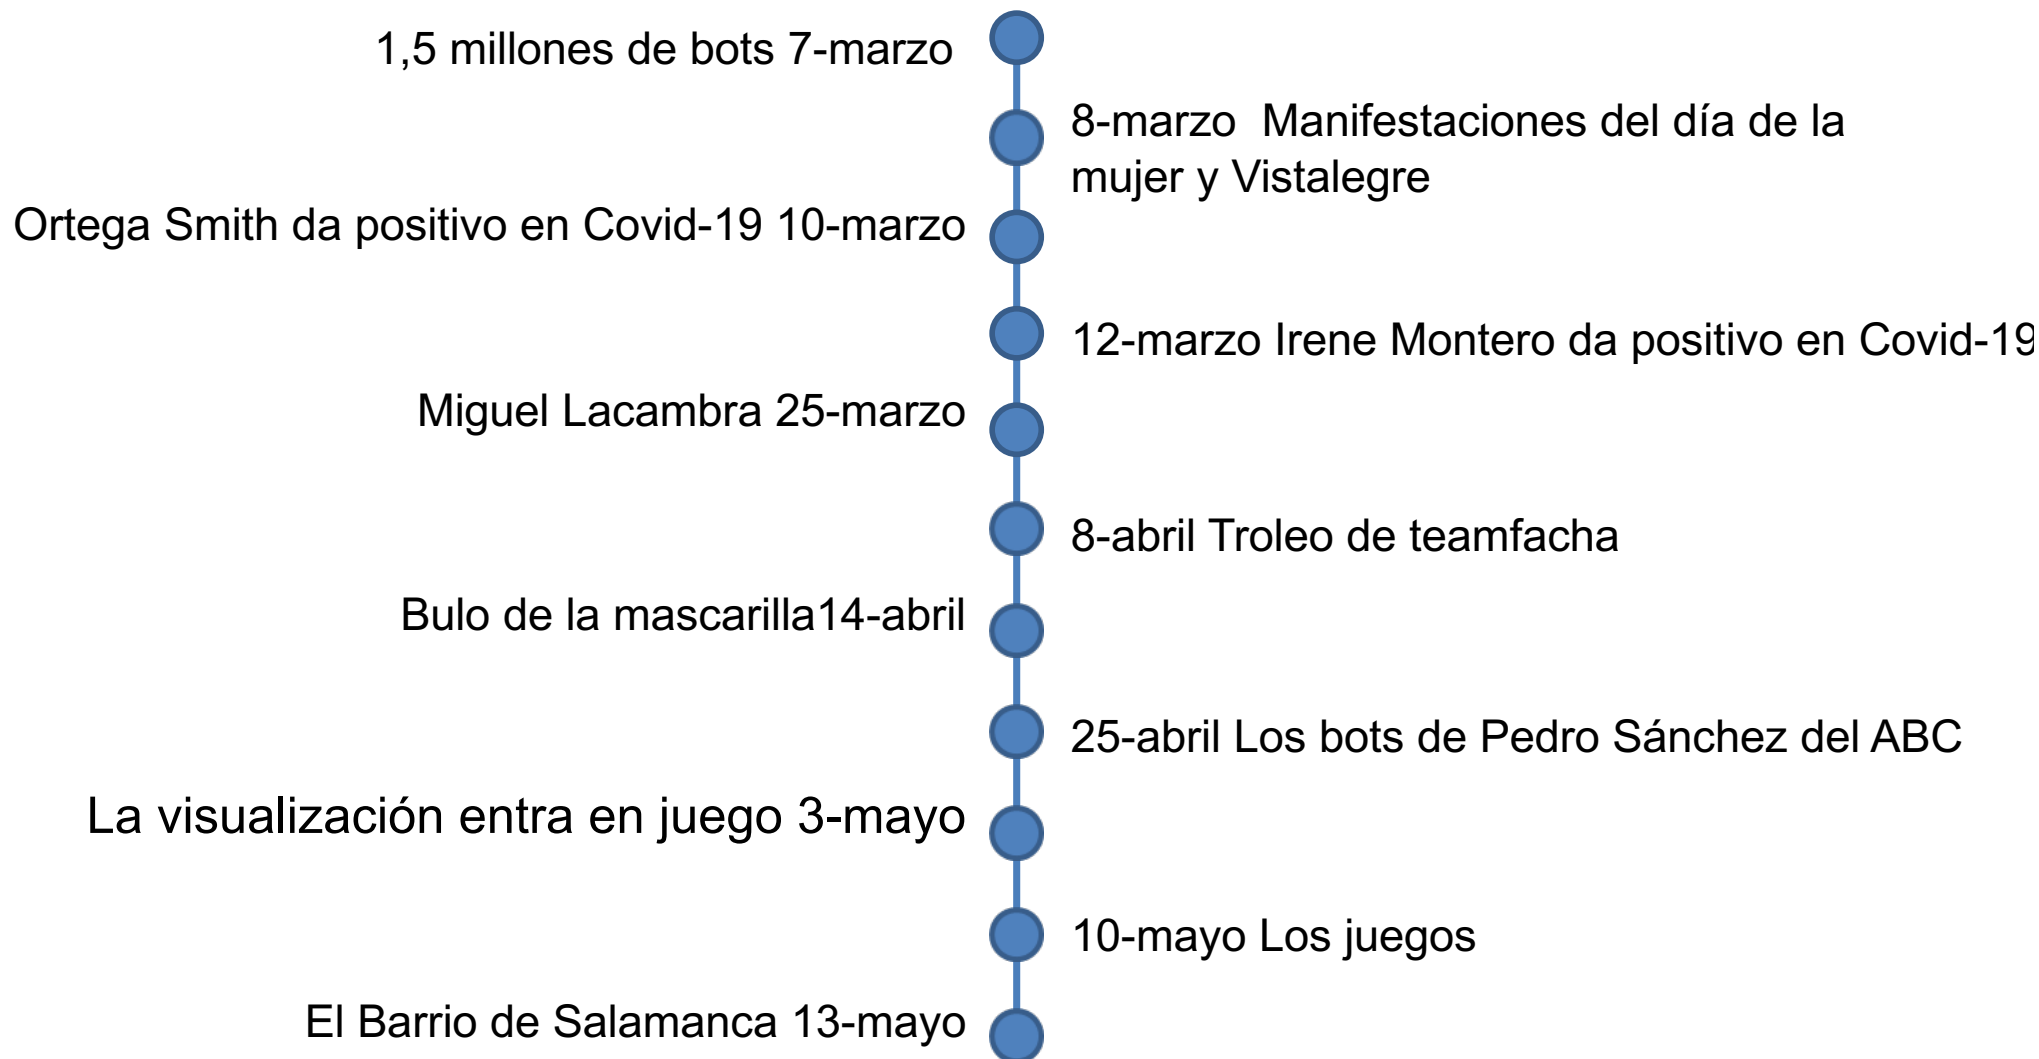 1,5 millones de bots 7-marzo
8-marzo  Manifestaciones del día de la
mujer y Vistalegre
Ortega Smith da positivo en Covid-19 10-marzo
12-marzo Irene Montero da positivo en Covid-19
Miguel Lacambra 25-marzo
8-abril Troleo de teamfacha
Bulo de la mascarilla14-abril
25-abril Los bots de Pedro Sánchez del ABC
La visualización entra en juego 3-mayo
10-mayo Los juegos
El Barrio de Salamanca 13-mayo